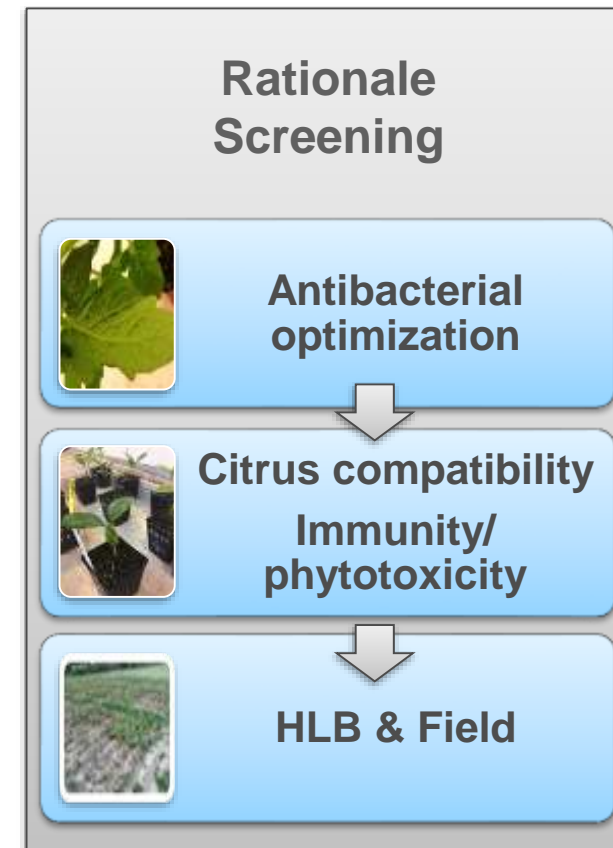 Rationale
Screening
Antibacterial
optimization
Citrus compatibility
Immunity/
phytotoxicity
HLB & Field